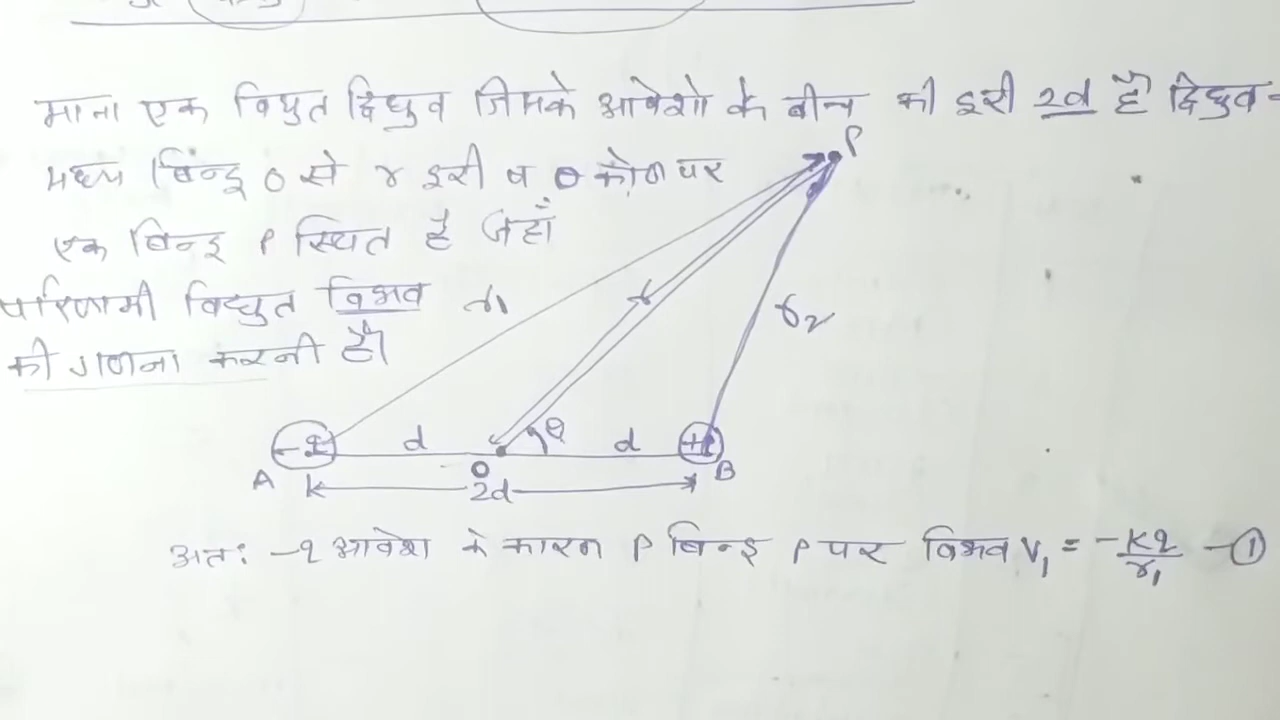 माना एक विधुत द्विध्रुव जिसके आवेशो के बीच की दूरी 2d है द्विध्रुव-
मध्य बिन्दू O से r दूरी व θ कोण पर
एक बिन्दू P स्थित है जहाँ
परिणामी विद्युत विभव
की गणना करनी है।
P
r₁
r
r₂
-q
d
θ
d
+q
A
O
B
2d
अतः -q आवेश के कारण P बिन्दू P पर विभव V₁ = -Kq/r₁ -①